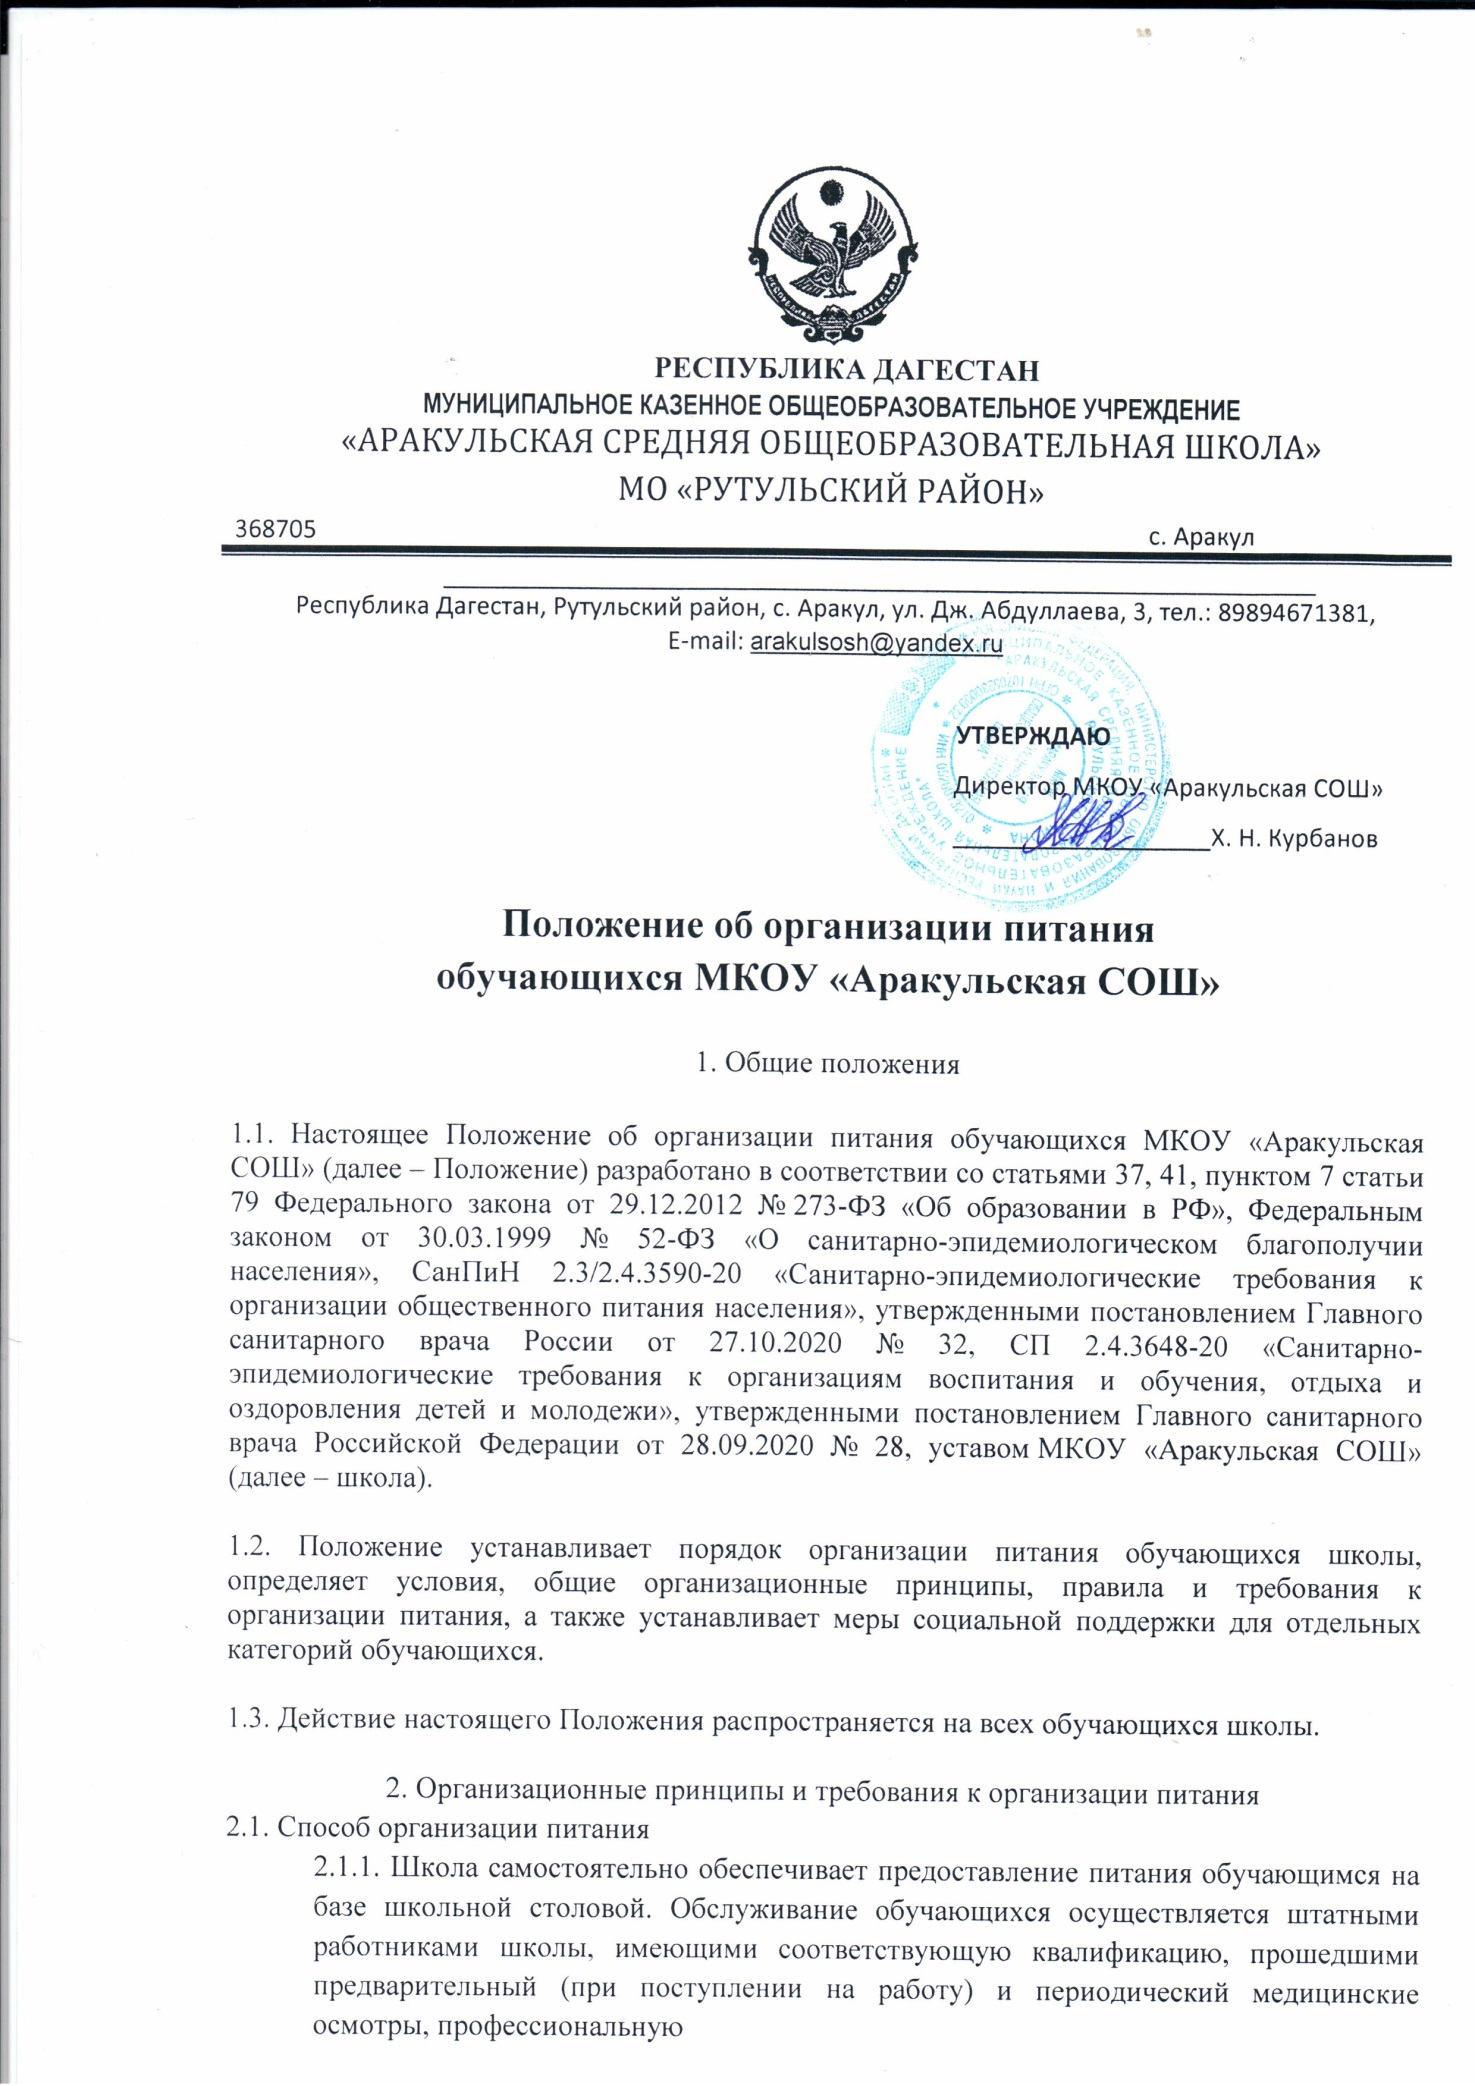 РЕСПУБЛИКА ДАГЕСТАН
РЕСПУБЛИКА ДАГЕСТАН
МУНИЦИПАЛЬНОЕ КАЗЕННОЕ ОБЩЕОБРАЗОВАТЕЛЬНОЕ УЧРЕЖДЕНИЕ
«АРАКУЛЬСКАЯ СРЕДНЯЯ ОБЩЕОБРАЗОВАТЕЛЬНАЯ ШКОЛА»
МО «РУТУЛЬСКИЙ РАЙОН»
368705 с. Аракул
Республика Дагестан, Рутульский район, с. Аракул, ул. Дж. Абдуллаева, 3, тел.: 89894671381,
E-mail: arakulsosh@yandex.ru
УТВЕРЖДАЮ
Директор МКОУ «Аракульская СОШ»
Х. Н. Курбанов
Положение об организации питания
обучающихся МКОУ «Аракульская СОШ»
1. Общие положения
1.1. Настоящее Положение об организации питания обучающихся МКОУ «Аракульская
СОШ» (далее – Положение) разработано в соответствии со статьями 37, 41, пунктом 7 статьи
79 Федерального закона от 29.12.2012 № 273-ФЗ «Об образовании в РФ», Федеральным
законом от 30.03.1999 № 52-ФЗ «О санитарно-эпидемиологическом благополучии
населения», СанПиН 2.3/2.4.3590-20 «Санитарно-эпидемиологические требования к
организации общественного питания населения», утвержденными постановлением Главного
санитарного врача России от 27.10.2020 № 32, СП 2.4.3648-20 «Санитарно-
эпидемиологические требования к организациям воспитания и обучения, отдыха и
оздоровления детей и молодежи», утвержденными постановлением Главного санитарного
врача Российской Федерации от 28.09.2020 № 28, уставом МКОУ «Аракульская СОШ»
(далее – школа).
1.2. Положение устанавливает порядок организации питания обучающихся школы,
определяет условия, общие организационные принципы, правила и требования к
организации питания, а также устанавливает меры социальной поддержки для отдельных
категорий обучающихся.
1.3. Действие настоящего Положения распространяется на всех обучающихся школы.
2. Организационные принципы и требования к организации питания
2.1. Способ организации питания
2.1.1. Школа самостоятельно обеспечивает предоставление питания обучающимся на
базе школьной столовой. Обслуживание обучающихся осуществляется штатными
работниками школы, имеющими соответствующую квалификацию, прошедшими
предварительный (при поступлении на работу) и периодический медицинские
осмотры, профессиональную